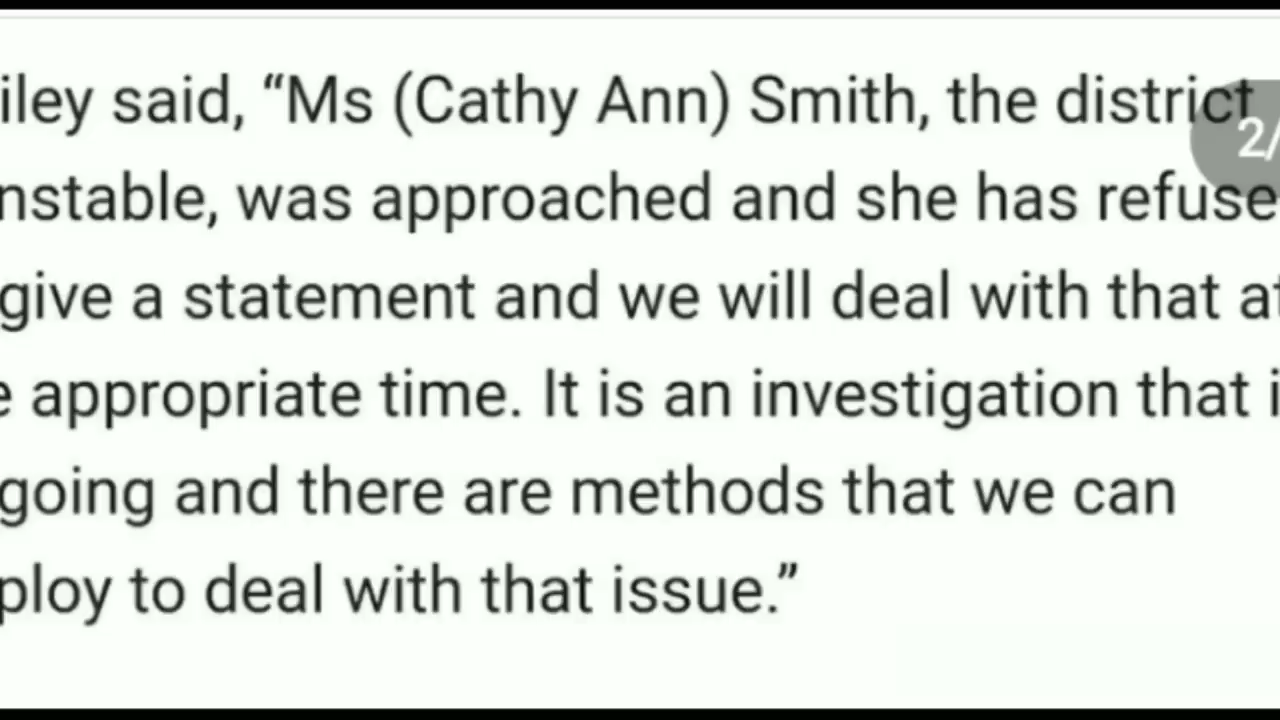 iley said, “Ms (Cathy Ann) Smith, the district
nstable, was approached and she has refuse
give a statement and we will deal with that at
e appropriate time. It is an investigation that i
going and there are methods that we can
ploy to deal with that issue.”
2/